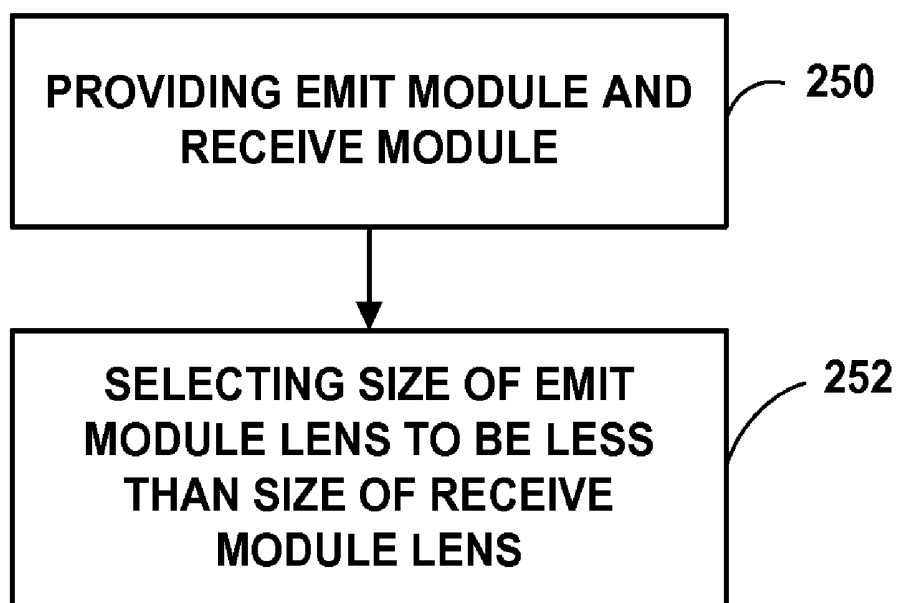 PROVIDING EMIT MODULE AND
RECEIVE MODULE
250
SELECTING SIZE OF EMIT
MODULE LENS TO BE LESS
THAN SIZE OF RECEIVE
MODULE LENS
252